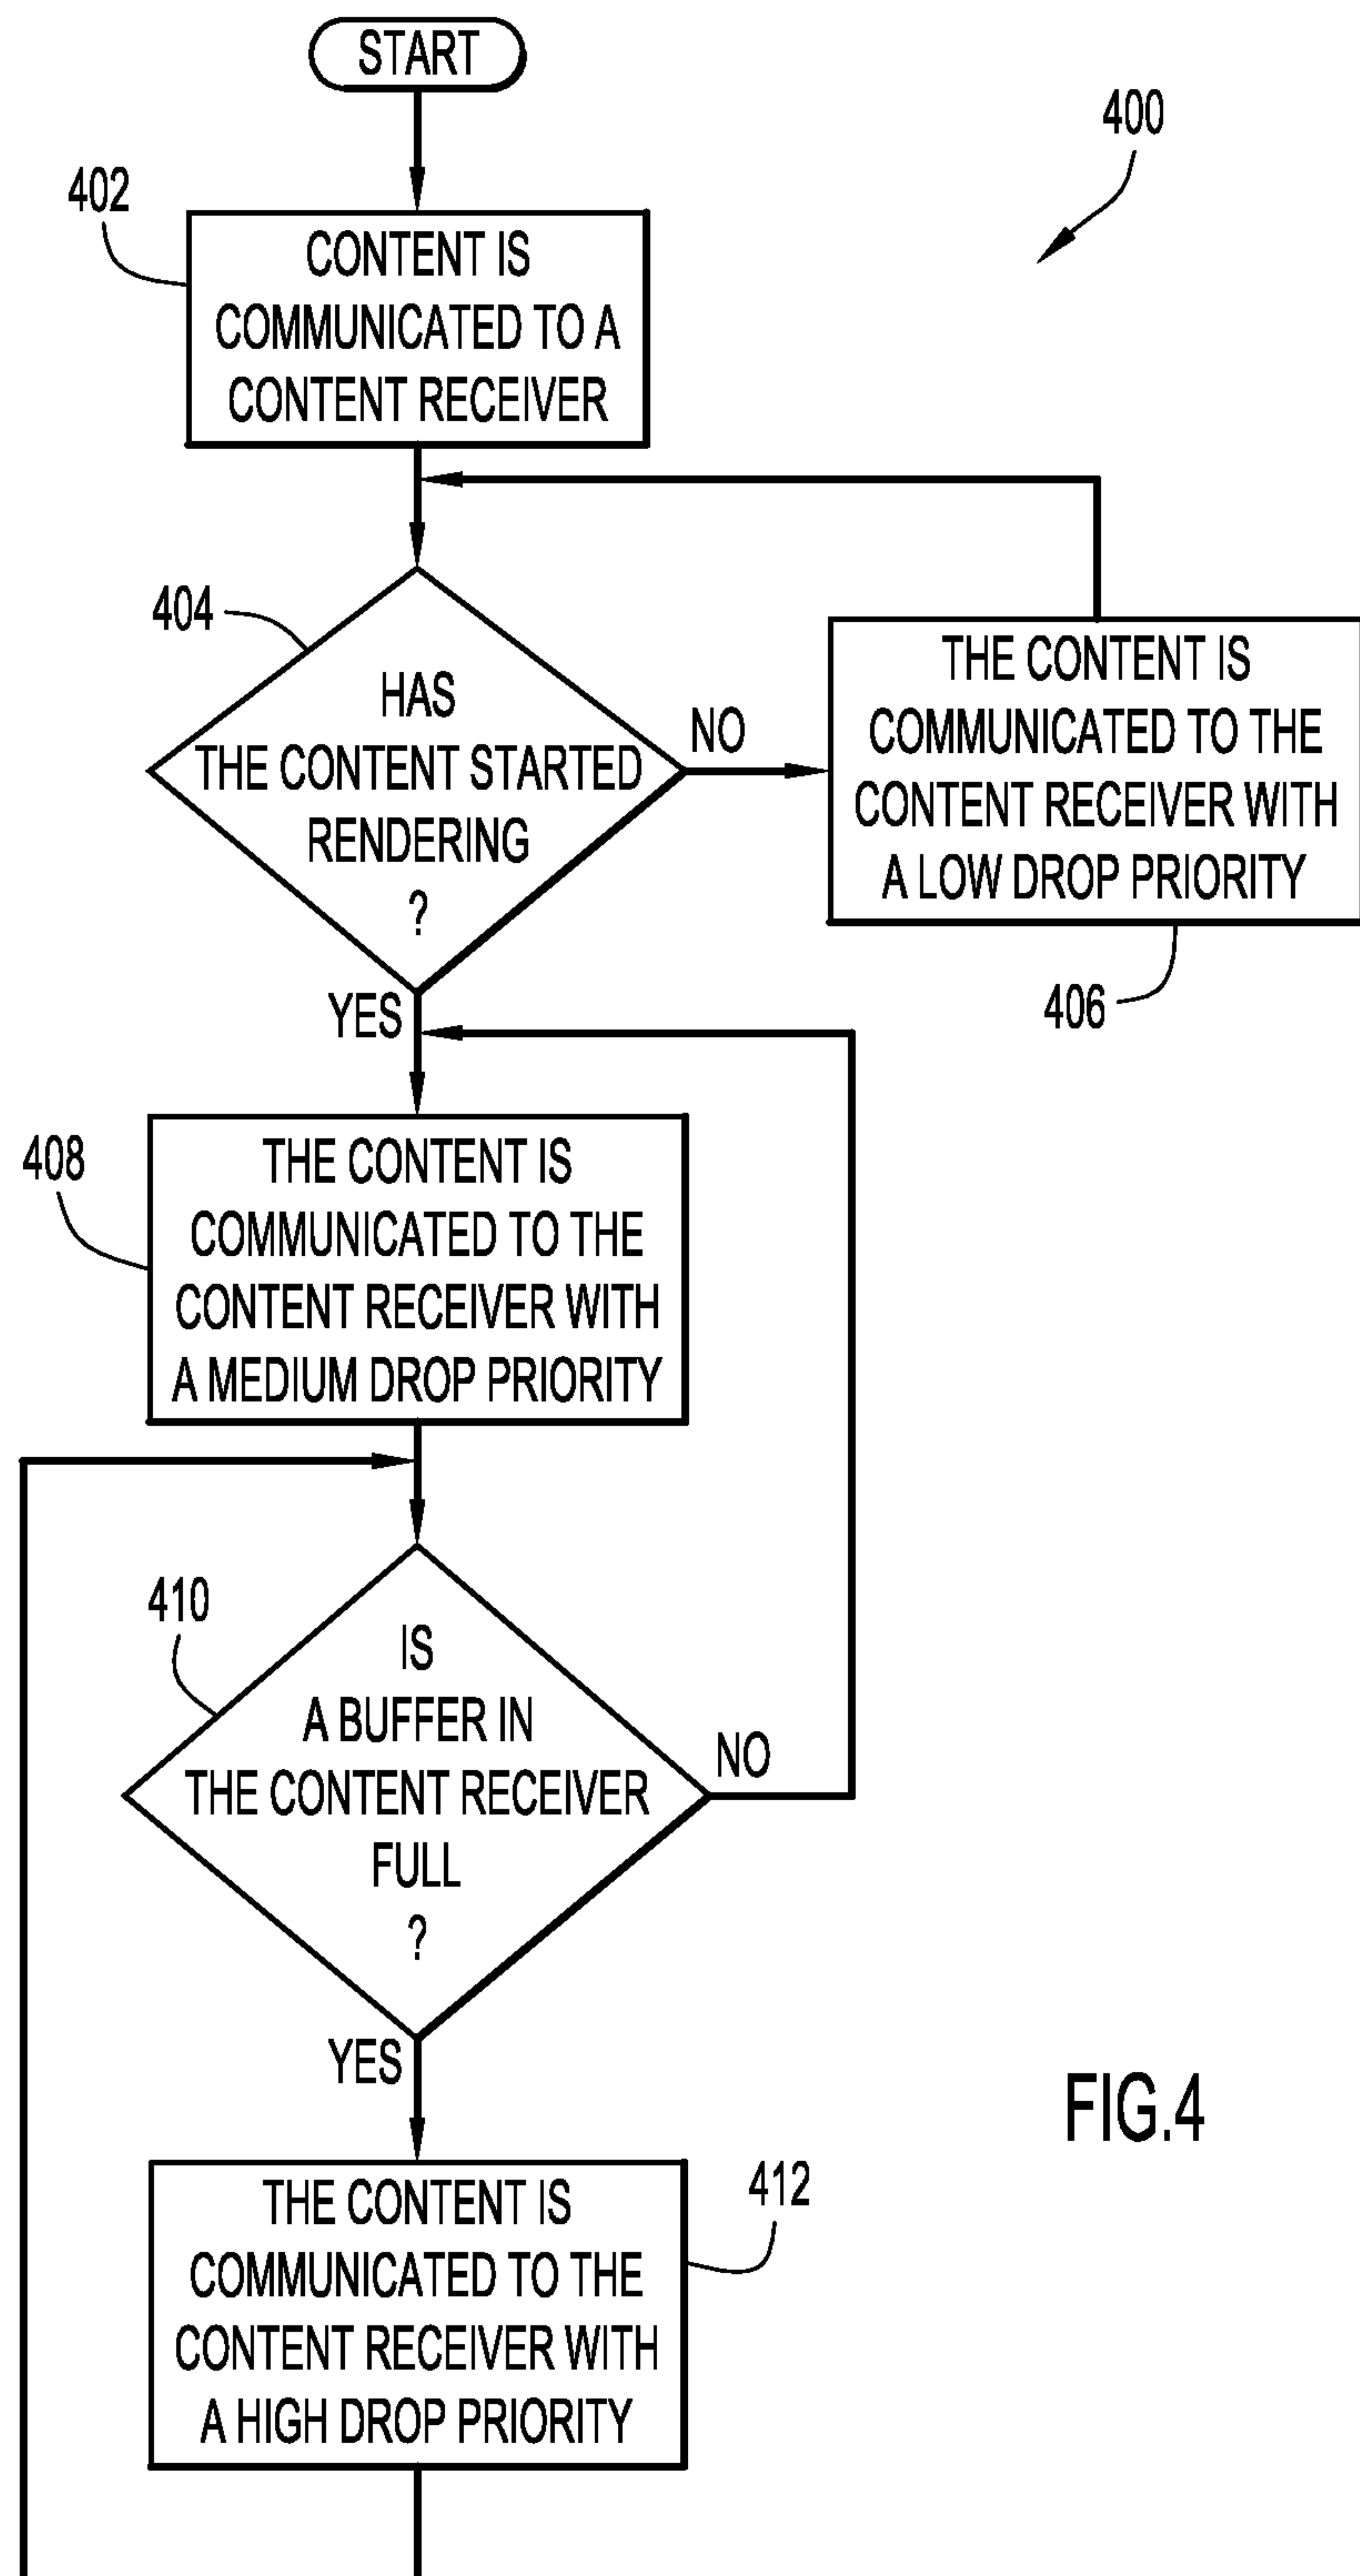 START
400
402
CONTENT IS
COMMUNICATED TO A
CONTENT RECEIVER
404
HAS
THE CONTENT STARTED
RENDERING
?
NO
THE CONTENT IS
COMMUNICATED TO THE
CONTENT RECEIVER WITH
A LOW DROP PRIORITY
406
YES
408
THE CONTENT IS
COMMUNICATED TO THE
CONTENT RECEIVER WITH
A MEDIUM DROP PRIORITY
410
IS
A BUFFER IN
THE CONTENT RECEIVER
FULL
?
NO
YES
412
THE CONTENT IS
COMMUNICATED TO THE
CONTENT RECEIVER WITH
A HIGH DROP PRIORITY
FIG.4